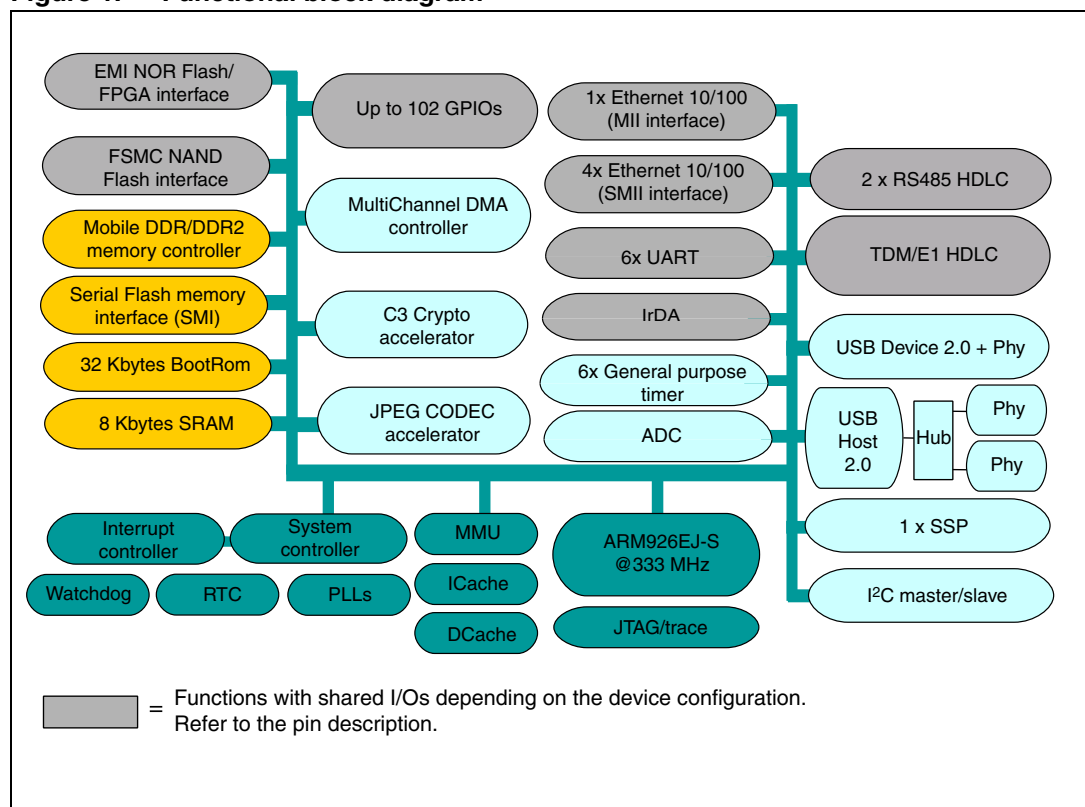 Figure 1. Functional block diagram
EMI NOR Flash/
FPGA interface
Up to 102 GPIOs
FSMC NAND
Flash interface
MultiChannel DMA
controller
Mobile DDR/DDR2
memory controller
Serial Flash memory
interface (SMI)
C3 Crypto
accelerator
32 Kbytes BootRom
8 Kbytes SRAM
JPEG CODEC
accelerator
1x Ethernet 10/100
(MII interface)
4x Ethernet 10/100
(SMII interface)
2 x RS485 HDLC
6x UART
TDM/E1 HDLC
IrDA
USB Device 2.0 + Phy
6x General purpose
timer
ADC
USB
Host
2.0
Hub
Phy
Phy
1 x SSP
I2C master/slave
Interrupt
controller
System
controller
MMU
ARM926EJ-S
@333 MHz
Watchdog
RTC
PLLs
ICache
DCache
JTAG/trace
= Functions with shared I/Os depending on the device configuration.
Refer to the pin description.